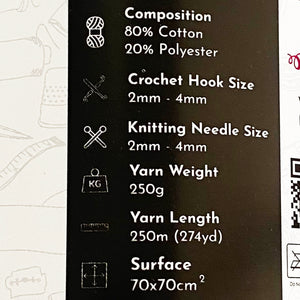 Composition
80% Cotton
20% Polyester
Crochet Hook Size
2mm - 4mm
Knitting Needle Size
2mm - 4mm
KG
Yarn Weight
250g
Yarn Length
250m (274yd)
Surface
70x70cm²